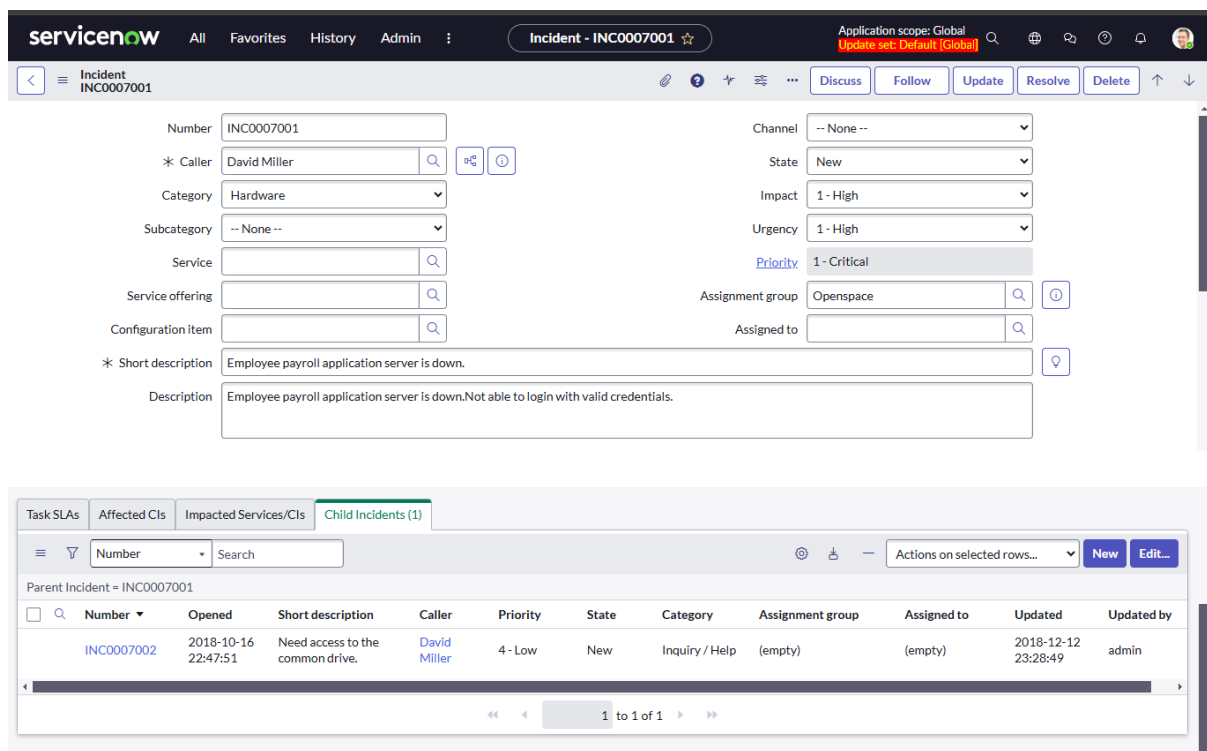 servicenow All Favorites History Admin Incident - INC0007001 Application scope: Global
Update set: Default [Global]
Incident
INC0007001
Discuss Follow Update Resolve Delete
Number INC0007001 Channel -- None --
Caller David Miller State New
Category Hardware Impact 1 - High
Subcategory -- None -- Urgency 1 - High
Service Priority 1 - Critical
Service offering Assignment group Openspace
Configuration item Assigned to
Short description Employee payroll application server is down.
Description Employee payroll application server is down.Not able to login with valid credentials.
Task SLAs Affected CIs Impacted Services/CIs Child Incidents (1)
Number Search Actions on selected rows... New Edit...
Parent Incident = INC0007001
Number Opened Short description Caller Priority State Category Assignment group Assigned to Updated Updated by
INC0007002 2018-10-16 22:47:51 Need access to the common drive. David Miller 4 - Low New Inquiry / Help (empty) (empty) 2018-12-12 23:28:49 admin
1 to 1 of 1